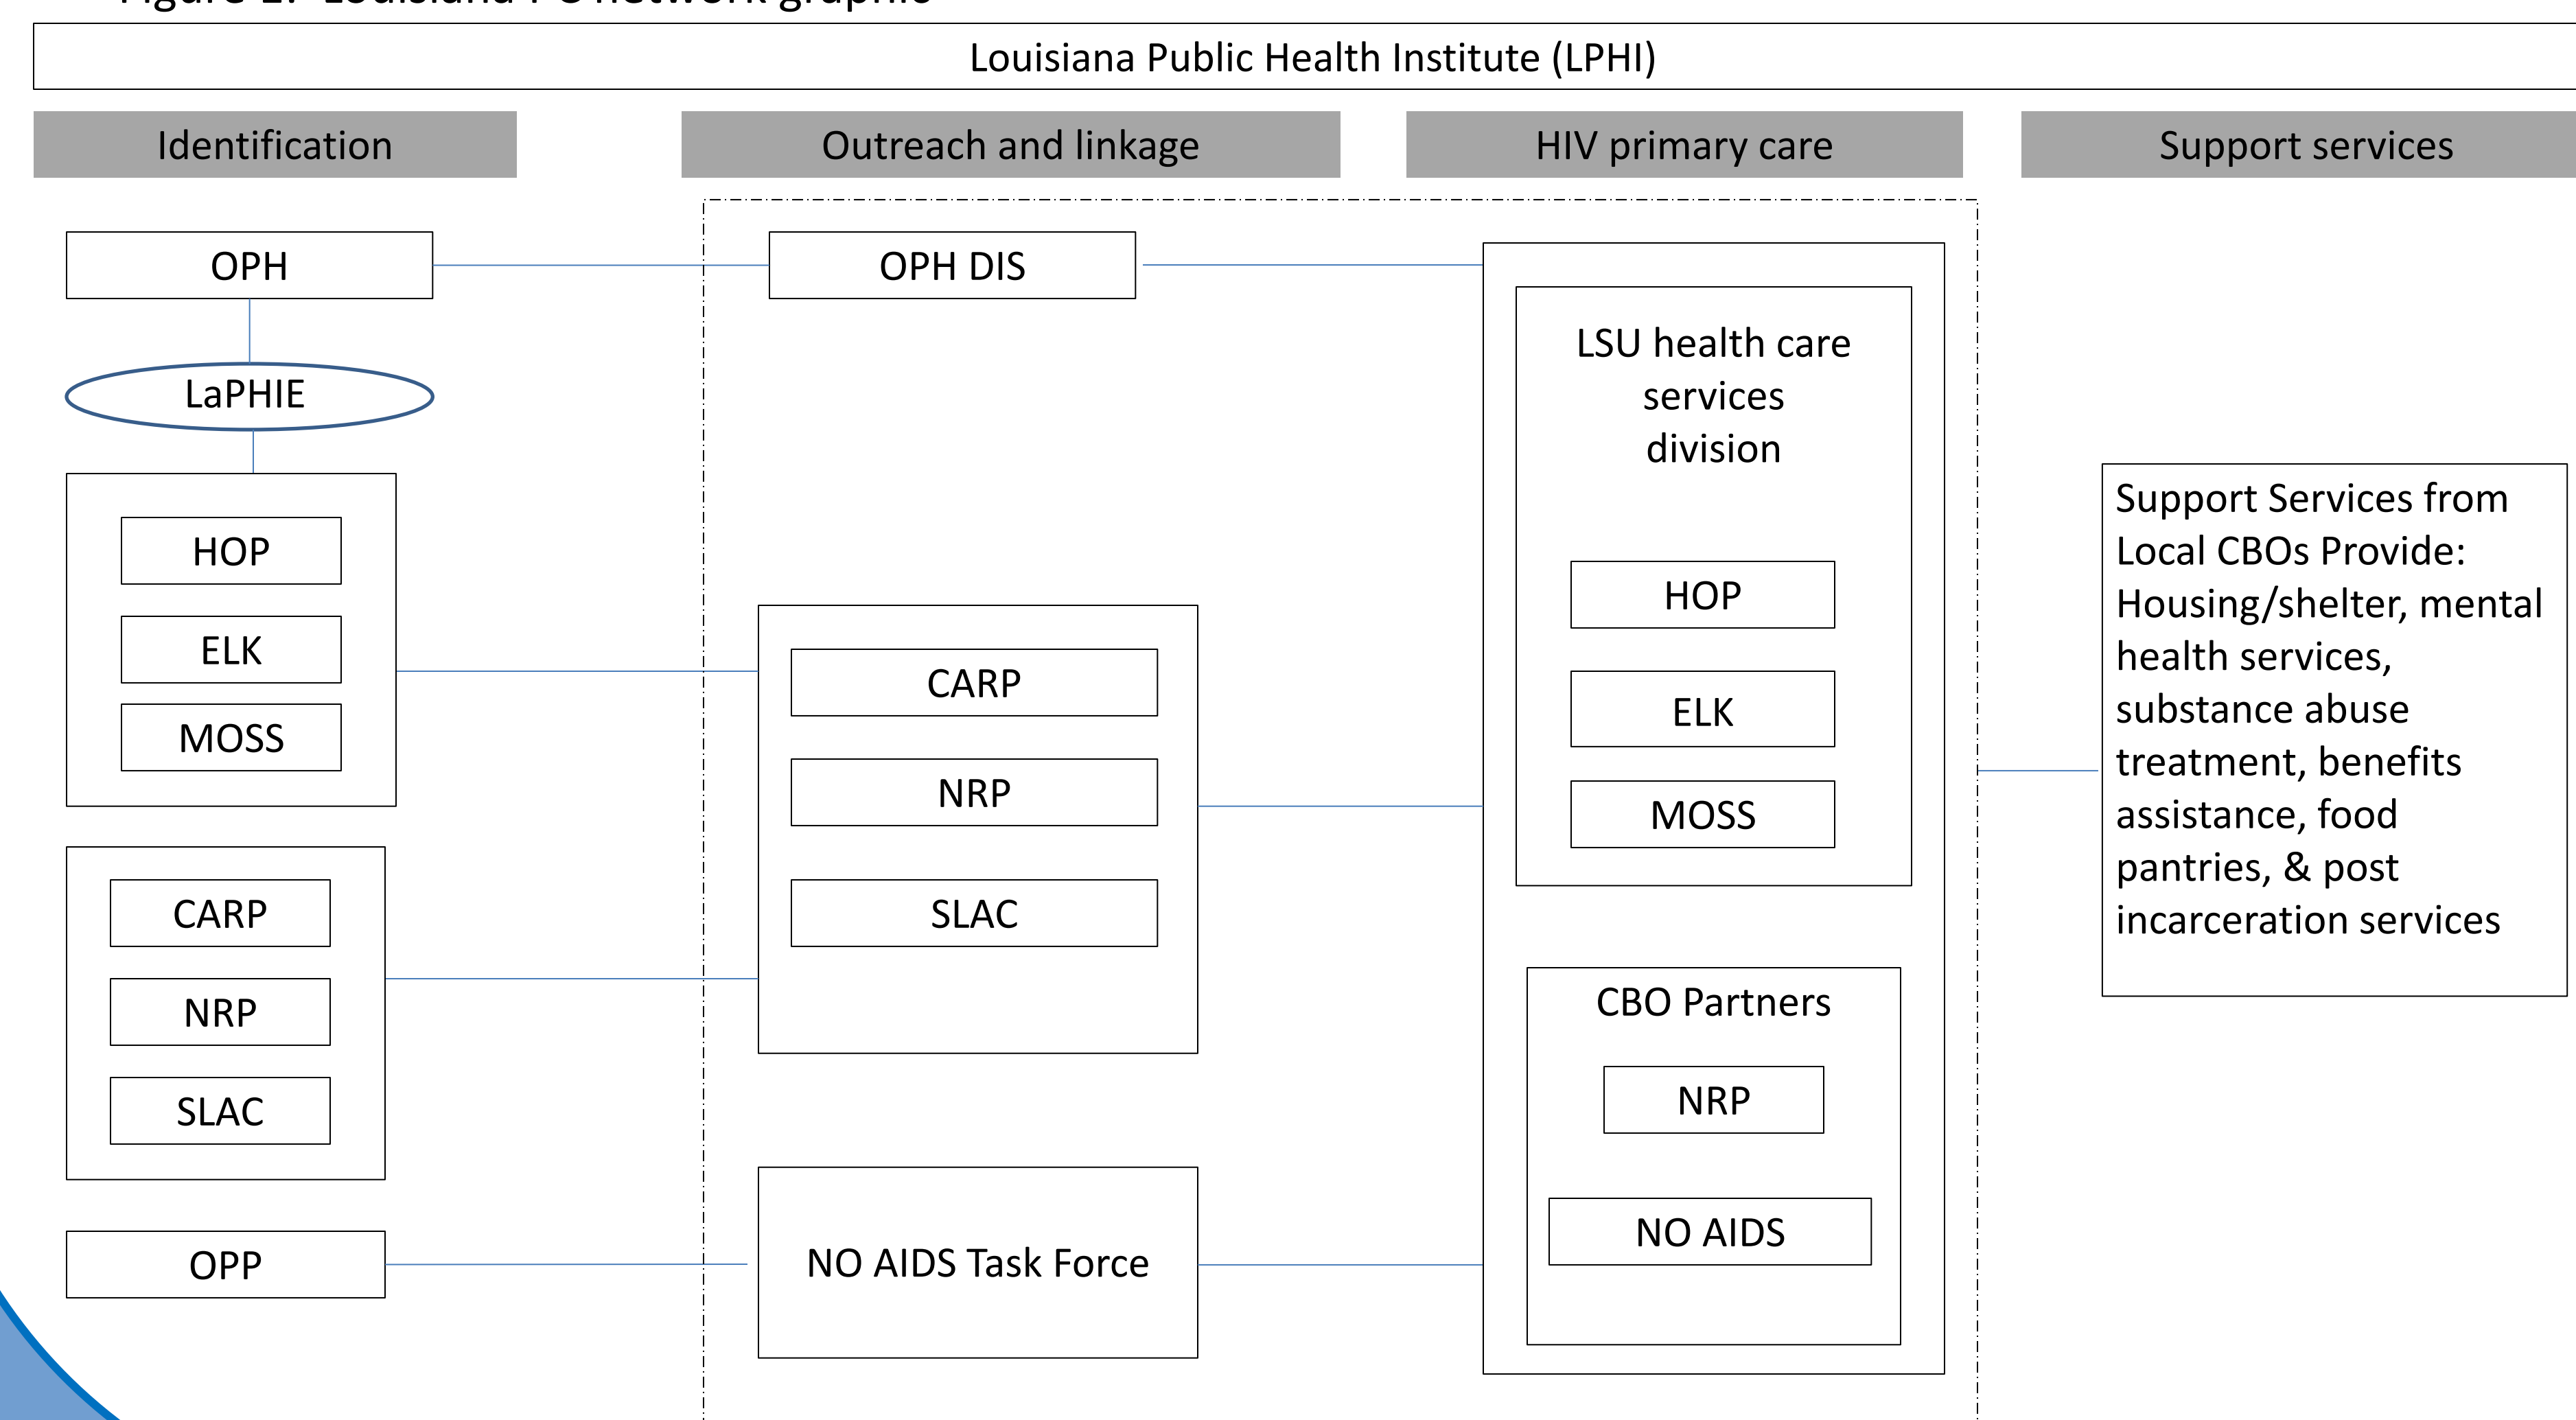 Louisiana Public Health Institute (LPHI)
Identification
Outreach and linkage
HIV primary care
Support services
OPH
LaPHIE
HOP
ELK
MOSS
CARP
NRP
SLAC
OPP
OPH DIS
CARP
NRP
SLAC
NO AIDS Task Force
LSU health care
services
division
HOP
ELK
MOSS
CBO Partners
NRP
NO AIDS
Support Services from
Local CBOs Provide:
Housing/shelter, mental
health services,
substance abuse
treatment, benefits
assistance, food
pantries, & post
incarceration services